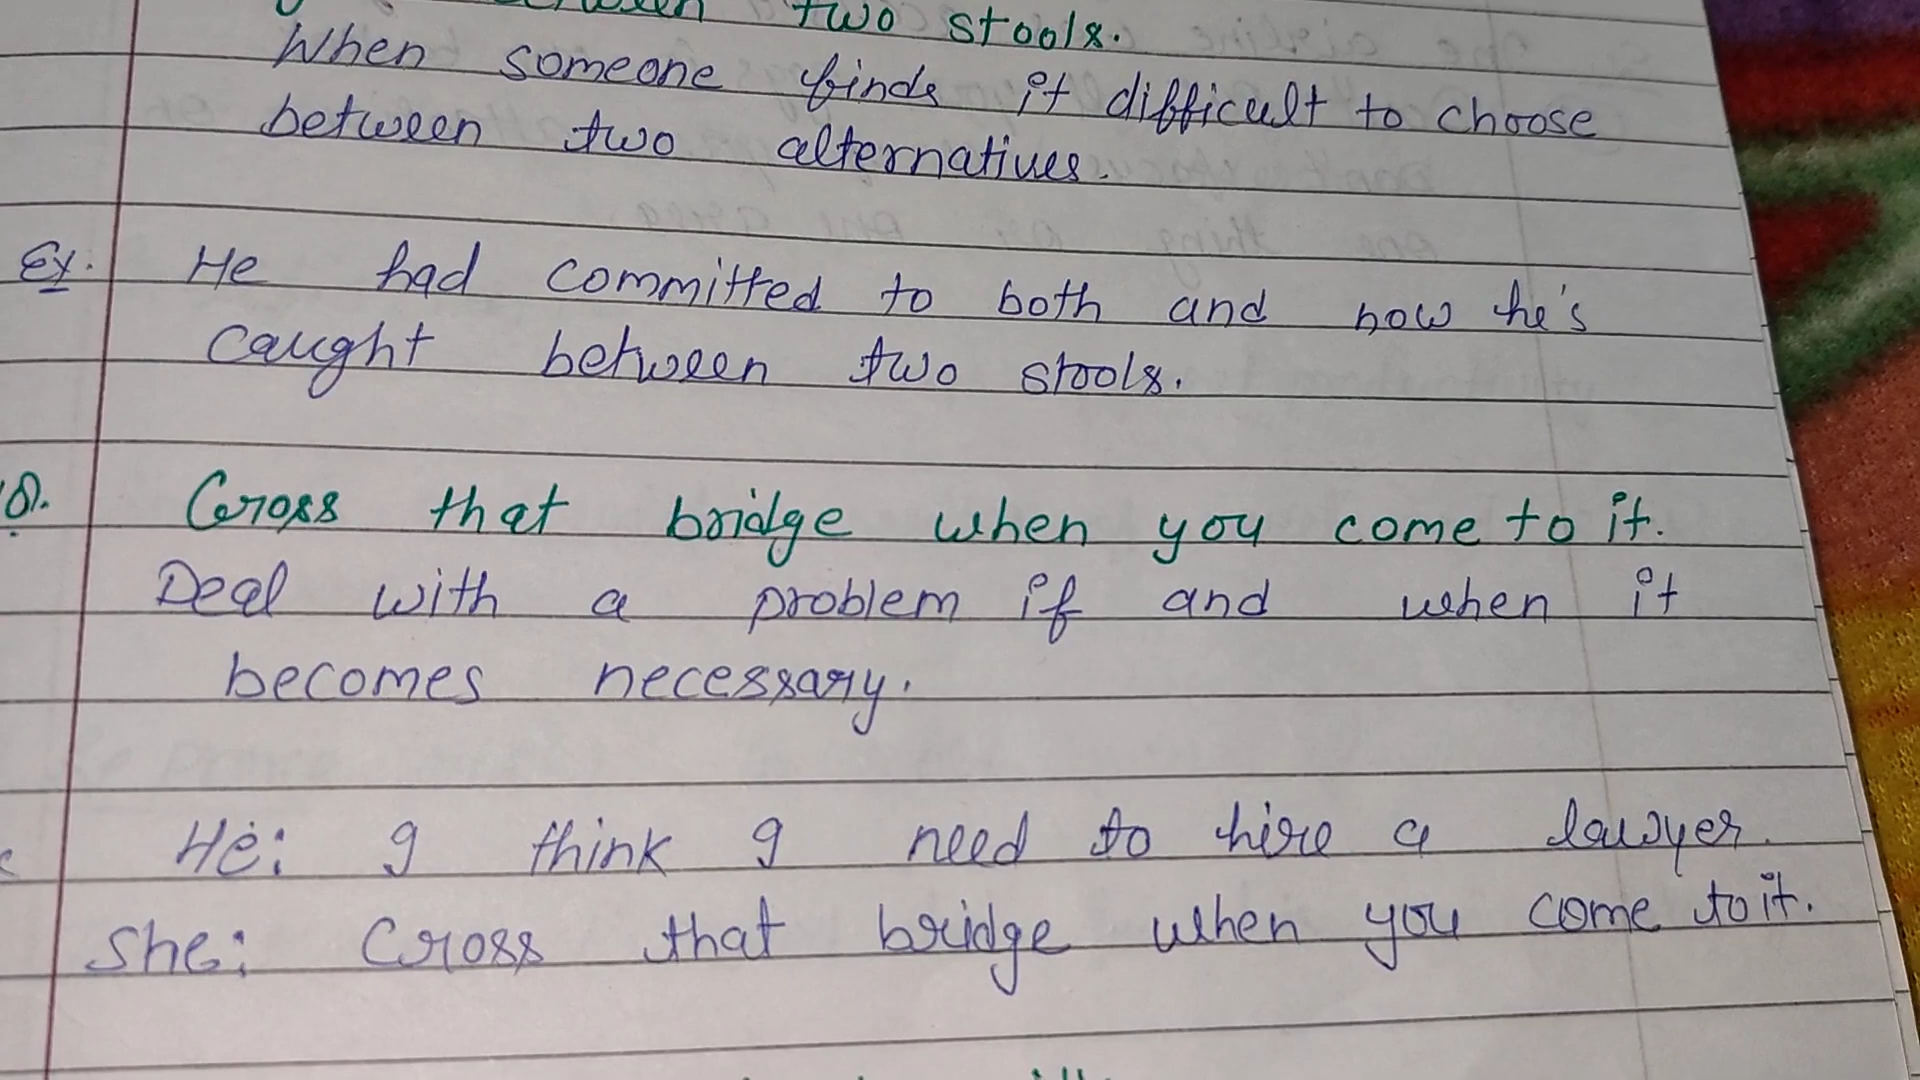 between two stools.
When someone finds it difficult to choose
between two alternatives.
Ex. He had committed to both and now he's
caught between two stools.
8. Cross that bridge when you come to it.
Deal with a problem if and when it
becomes necessary.
He: I think I need to hire a lawyer.
She: Cross that bridge when you come to it.